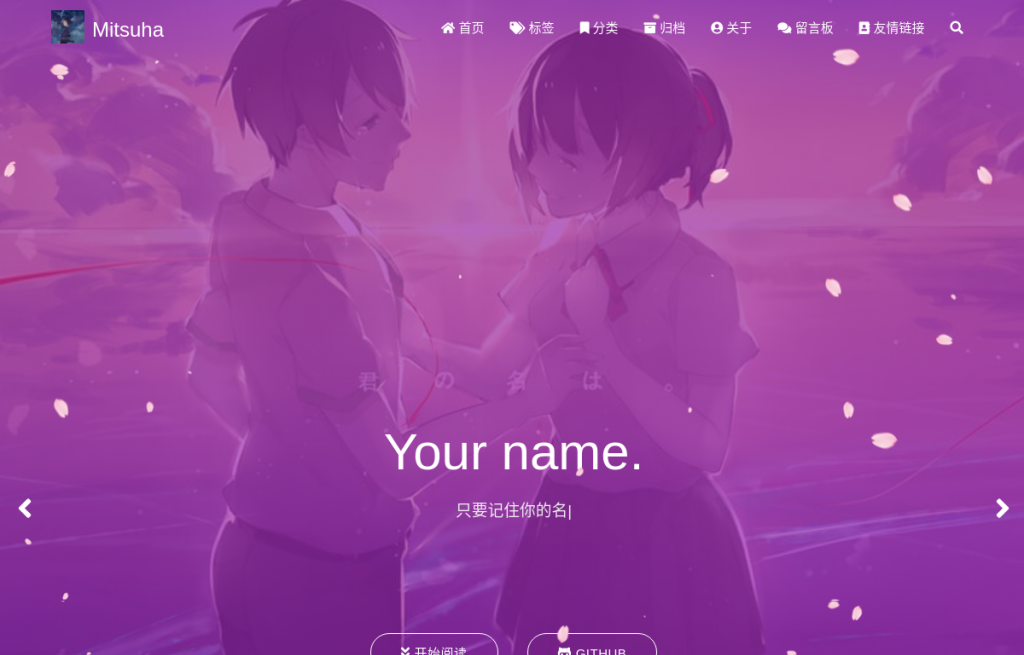 Mitsuha 首页 标签 分类 归档 关于 留言板 友情链接
君の名は。
Your name.
只要记住你的名|
开始阅读 GITHUB